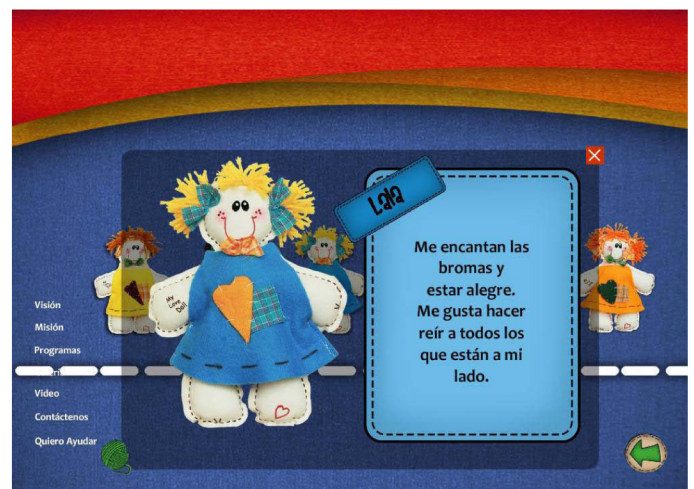 Lala
Me encantan las
bromas y
estar alegre.
Me gusta hacer
reír a todos los
que están a mi
lado.
My
Love
Doll
Visión
Misión
Programas
Video
Contáctenos
Quiero Ayudar